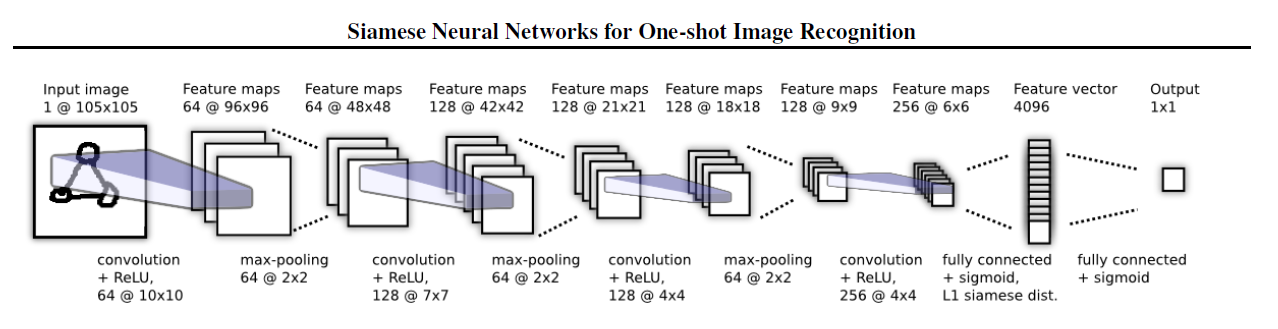 Siamese Neural Networks for One-shot Image Recognition
Input image
1 @ 105x105
Feature maps
64 @ 96x96
Feature maps
64 @ 48x48
Feature maps
128 @ 42x42
Feature maps
128 @ 21x21
Feature maps
128 @ 18x18
Feature maps
128 @ 9x9
Feature maps
256 @ 6x6
Feature vector
4096
Output
1x1
convolution
+ ReLU,
64 @ 10x10
max-pooling
64 @ 2x2
convolution
+ ReLU,
128 @ 7x7
max-pooling
64 @ 2x2
convolution
+ ReLU,
128 @ 4x4
max-pooling
64 @ 2x2
convolution
+ ReLU,
256 @ 4x4
fully connected
+ sigmoid,
L1 siamese dist.
fully connected
+ sigmoid